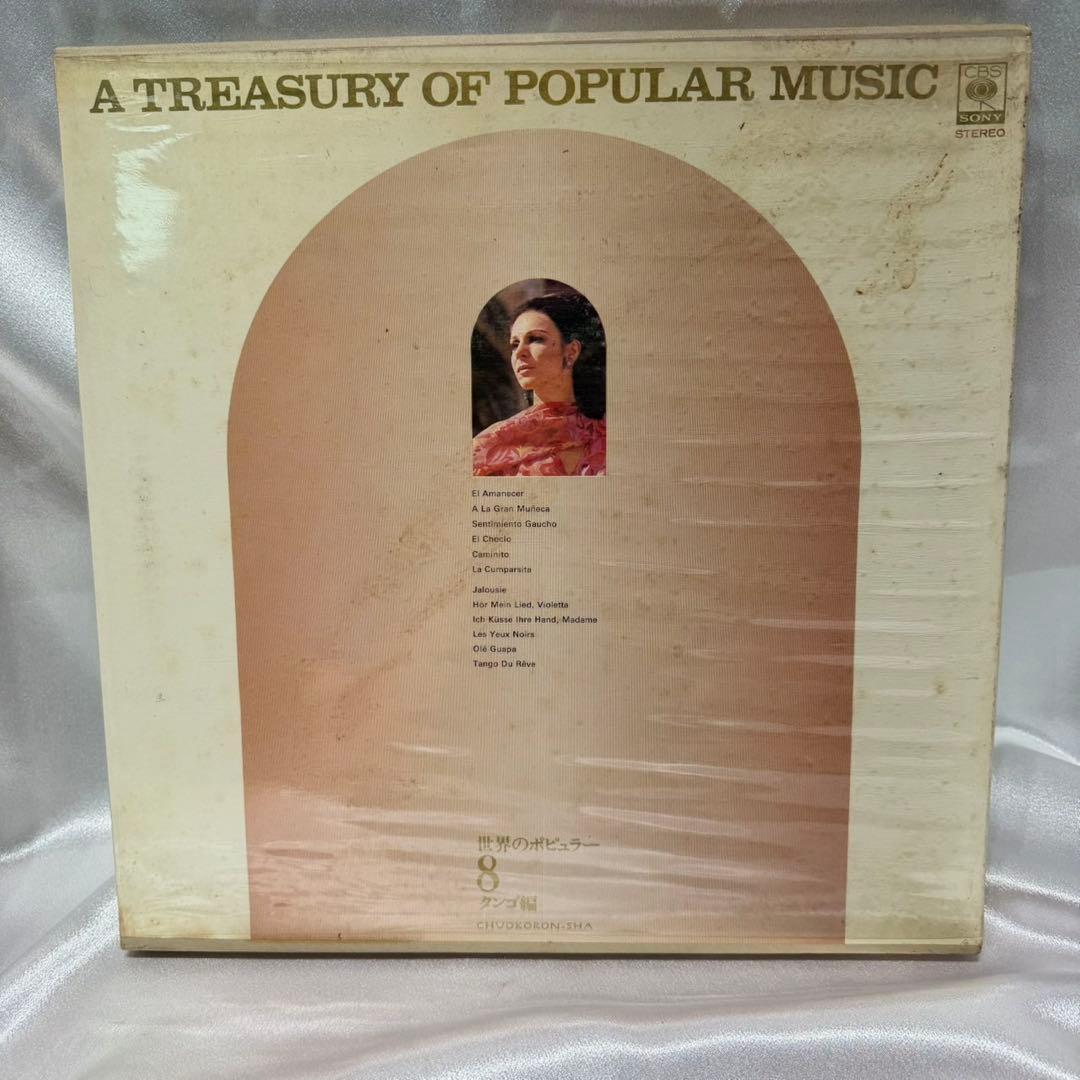 A TREASURY OF POPULAR MUSIC
CBS
SONY
STEREO
El Amanecer
A La Gran Muñeca
Sentimiento Gaucho
El Choclo
Caminito
La Cumparsita
Jalousie
Hör Mein Lied, Violetta
Ich Küsse Ihre Hand, Madame
Les Yeux Noirs
Olé Guapa
Tango Du Rêve
世界のポピュラー
8
タンゴ編
CHUOKORON-SHA